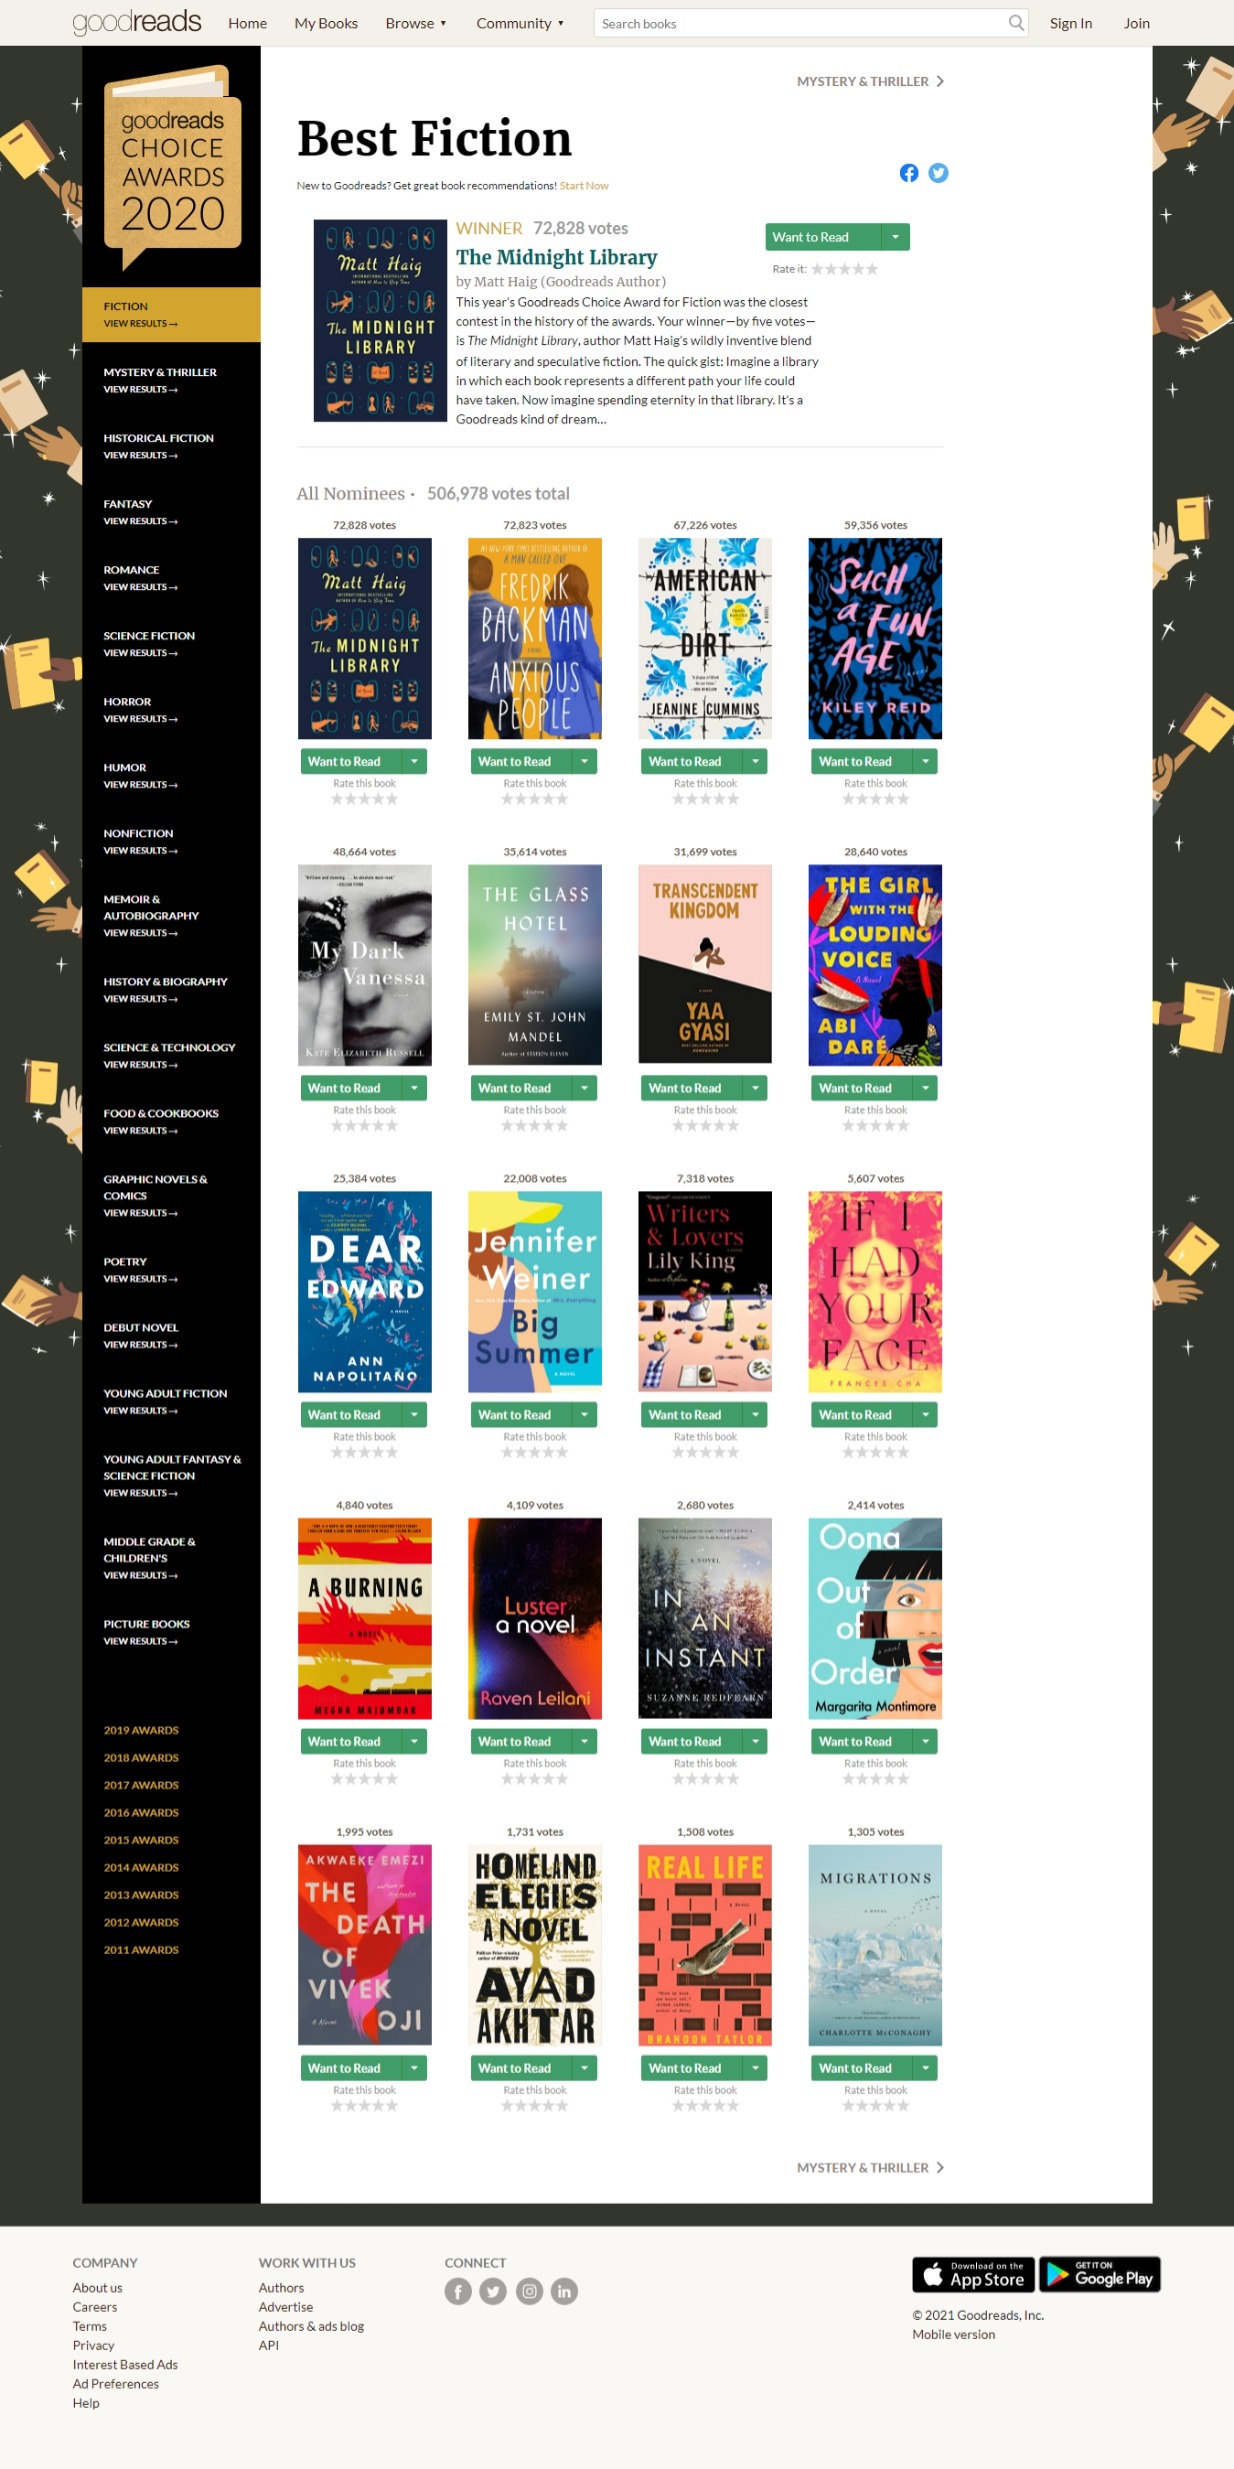 goodreads
Home
My Books
Browse ▾
Community ▾
Search books
Sign In
Join
goodreads
CHOICE
AWARDS
2020
FICTION
VIEW RESULTS →
MYSTERY & THRILLER
VIEW RESULTS →
HISTORICAL FICTION
VIEW RESULTS →
FANTASY
VIEW RESULTS →
ROMANCE
VIEW RESULTS →
SCIENCE FICTION
VIEW RESULTS →
HORROR
VIEW RESULTS →
HUMOR
VIEW RESULTS →
NONFICTION
VIEW RESULTS →
MEMOIR &
AUTOBIOGRAPHY
VIEW RESULTS →
HISTORY & BIOGRAPHY
VIEW RESULTS →
SCIENCE & TECHNOLOGY
VIEW RESULTS →
FOOD & COOKBOOKS
VIEW RESULTS →
GRAPHIC NOVELS &
COMICS
VIEW RESULTS →
POETRY
VIEW RESULTS →
DEBUT NOVEL
VIEW RESULTS →
YOUNG ADULT FICTION
VIEW RESULTS →
YOUNG ADULT FANTASY &
SCIENCE FICTION
VIEW RESULTS →
MIDDLE GRADE &
CHILDREN'S
VIEW RESULTS →
PICTURE BOOKS
VIEW RESULTS →
2019 AWARDS
2018 AWARDS
2017 AWARDS
2016 AWARDS
2015 AWARDS
2014 AWARDS
2013 AWARDS
2012 AWARDS
2011 AWARDS
MYSTERY & THRILLER
Best Fiction
New to Goodreads? Get great book recommendations! Start Now
Matt Haig
The MIDNIGHT
LIBRARY
WINNER 72,828 votes
The Midnight Library
by Matt Haig (Goodreads Author)
This year's Goodreads Choice Award for Fiction was the closest
contest in the history of the awards. Your winner—by five votes—
is The Midnight Library, author Matt Haig's wildly inventive blend
of literary and speculative fiction. The quick gist: Imagine a library
in which each book represents a different path your life could
have taken. Now imagine spending eternity in that library. It's a
Goodreads kind of dream...
Want to Read
Rate it:
All Nominees • 506,978 votes total
72,828 votes
Matt Haig
The MIDNIGHT
LIBRARY
Want to Read
Rate this book
72,823 votes
A MAN CALLED OVE
FREDRIK
BACKMAN
ANXIOUS
PEOPLE
Want to Read
Rate this book
67,226 votes
AMERICAN
DIRT
JEANINE CUMMINS
Want to Read
Rate this book
59,356 votes
SUCH
a FUN
AGE
KILEY REID
Want to Read
Rate this book
48,664 votes
My Dark
Vanessa
KATE ELIZABETH RUSSELL
Want to Read
Rate this book
35,614 votes
THE GLASS
HOTEL
EMILY ST. JOHN
MANDEL
Author of STATION ELEVEN
Want to Read
Rate this book
31,699 votes
TRANSCENDENT
KINGDOM
YAA
GYASI
Want to Read
Rate this book
28,640 votes
THE GIRL
WITH THE
LOUDING
VOICE
A Novel
ABI
DARÉ
Want to Read
Rate this book
25,384 votes
DEAR
EDWARD
A NOVEL
ANN
NAPOLITANO
Want to Read
Rate this book
22,008 votes
Jennifer
Weiner
Big
Summer
A NOVEL
Want to Read
Rate this book
7,318 votes
Writers
& Lovers
Lily King
Want to Read
Rate this book
5,607 votes
IF I
HAD
YOUR
FACE
FRANCES CHA
Want to Read
Rate this book
4,840 votes
A BURNING
A NOVEL
MEGHA MAJUMDAR
Want to Read
Rate this book
4,109 votes
Luster
a novel
Raven Leilani
Want to Read
Rate this book
2,680 votes
A NOVEL
IN
AN
INSTANT
SUZANNE REDFEARN
Want to Read
Rate this book
2,414 votes
Oona
Out
of
Order
a novel
Margarita Montimore
Want to Read
Rate this book
1,995 votes
AKWAEKE EMEZI
THE
DEATH
OF
VIVEK
OJI
A Novel
Want to Read
Rate this book
1,731 votes
HOMELAND
ELEGIES
A NOVEL
AYAD
AKHTAR
Want to Read
Rate this book
1,508 votes
REAL LIFE
A Novel
BRANDON TAYLOR
Want to Read
Rate this book
1,305 votes
MIGRATIONS
A NOVEL
CHARLOTTE McCONAGHY
Want to Read
Rate this book
MYSTERY & THRILLER
COMPANY
About us
Careers
Terms
Privacy
Interest Based Ads
Ad Preferences
Help
WORK WITH US
Authors
Advertise
Authors & ads blog
API
CONNECT
Download on the
App Store
GET IT ON
Google Play
© 2021 Goodreads, Inc.
Mobile version